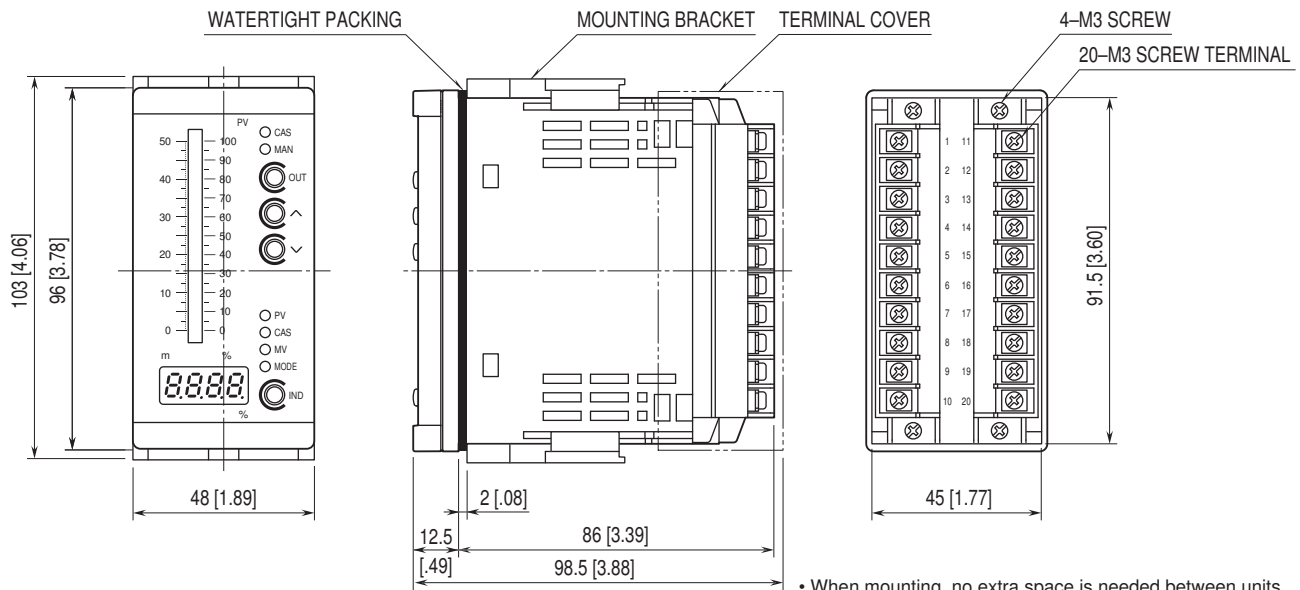 WATERTIGHT PACKING
MOUNTING BRACKET
TERMINAL COVER
4–M3 SCREW
20–M3 SCREW TERMINAL
103 [4.06]
96 [3.78]
PV
CAS
MAN
OUT
50
40
30
20
10
0
100
90
80
70
60
50
40
30
20
10
0
m
%
PV
CAS
MV
MODE
IND
8.8.8.8.
%
48 [1.89]
2 [.08]
12.5
[.49]
86 [3.39]
98.5 [3.88]
1 11
2 12
3 13
4 14
5 15
6 16
7 17
8 18
9 19
10 20
91.5 [3.60]
45 [1.77]
• When mounting, no extra space is needed between units.